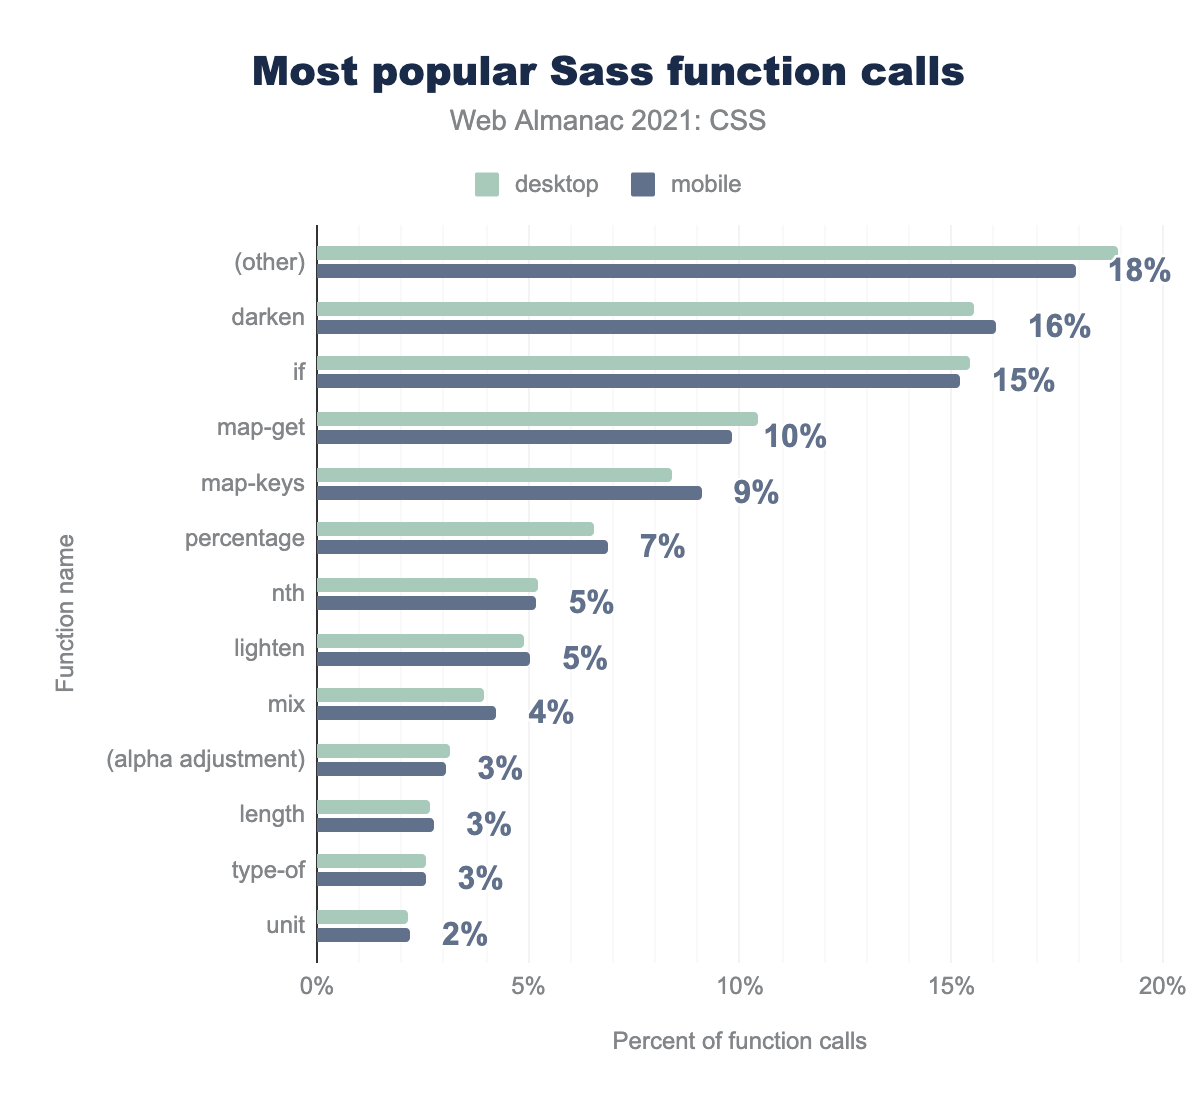 Most popular Sass function calls
Web Almanac 2021: CSS
desktop mobile
(other) 18%
darken 16%
if 15%
map-get 10%
map-keys 9%
percentage 7%
nth 5%
lighten 5%
mix 4%
(alpha adjustment) 3%
length 3%
type-of 3%
unit 2%
Function name
0% 5% 10% 15% 20%
Percent of function calls